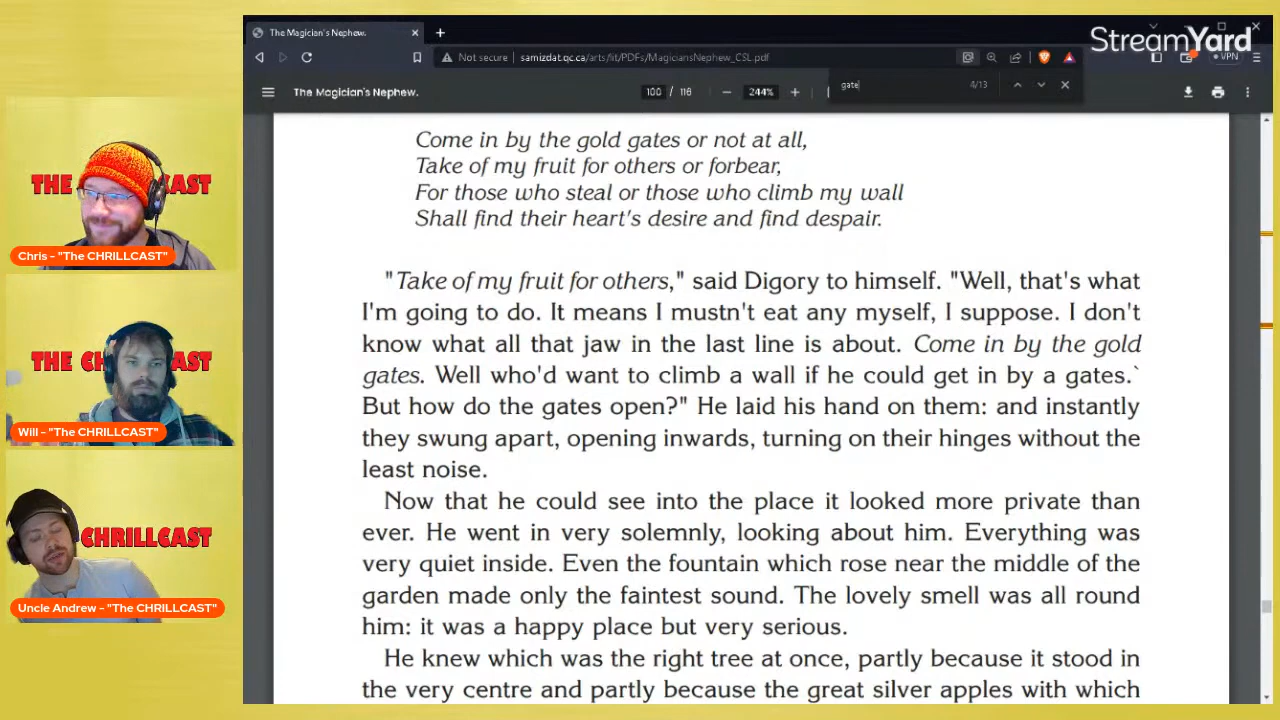 The Magician's Nephew.
StreamYard
Not secure
samizdat.qc.ca/arts/lit/PDFs/MagiciansNephew_CSL.pdf
VPN
The Magician's Nephew.
100 / 116
244%
gate
4/13
Come in by the gold gates or not at all,
Take of my fruit for others or forbear,
For those who steal or those who climb my wall
Shall find their heart's desire and find despair.
"Take of my fruit for others," said Digory to himself. "Well, that's what
I'm going to do. It means I mustn't eat any myself, I suppose. I don't
know what all that jaw in the last line is about. Come in by the gold
gates. Well who'd want to climb a wall if he could get in by a gates.`
But how do the gates open?" He laid his hand on them: and instantly
they swung apart, opening inwards, turning on their hinges without the
least noise.
Now that he could see into the place it looked more private than
ever. He went in very solemnly, looking about him. Everything was
very quiet inside. Even the fountain which rose near the middle of the
garden made only the faintest sound. The lovely smell was all round
him: it was a happy place but very serious.
He knew which was the right tree at once, partly because it stood in
the very centre and partly because the great silver apples with which
THE CAST
Chris - "The CHRILLCAST"
THE CH CAST
Will - "The CHRILLCAST"
CHRILLCAST
Uncle Andrew - "The CHRILLCAST"